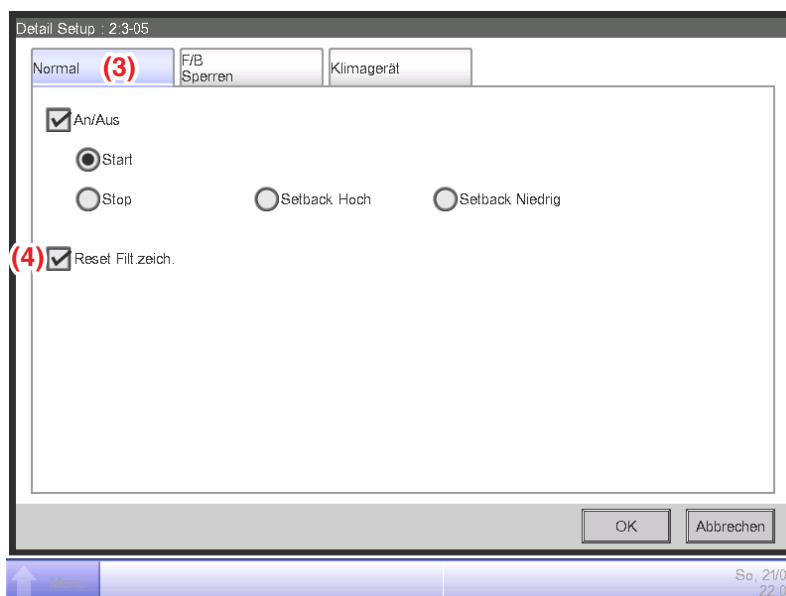 Detail Setup : 2:3-05
Normal (3)
F/B
Sperren
Klimagerät
An/Aus
Start
Stop
Setback Hoch
Setback Niedrig
(4) Reset Filt.zeich.
OK
Abbrechen
So, 21/0
22:0